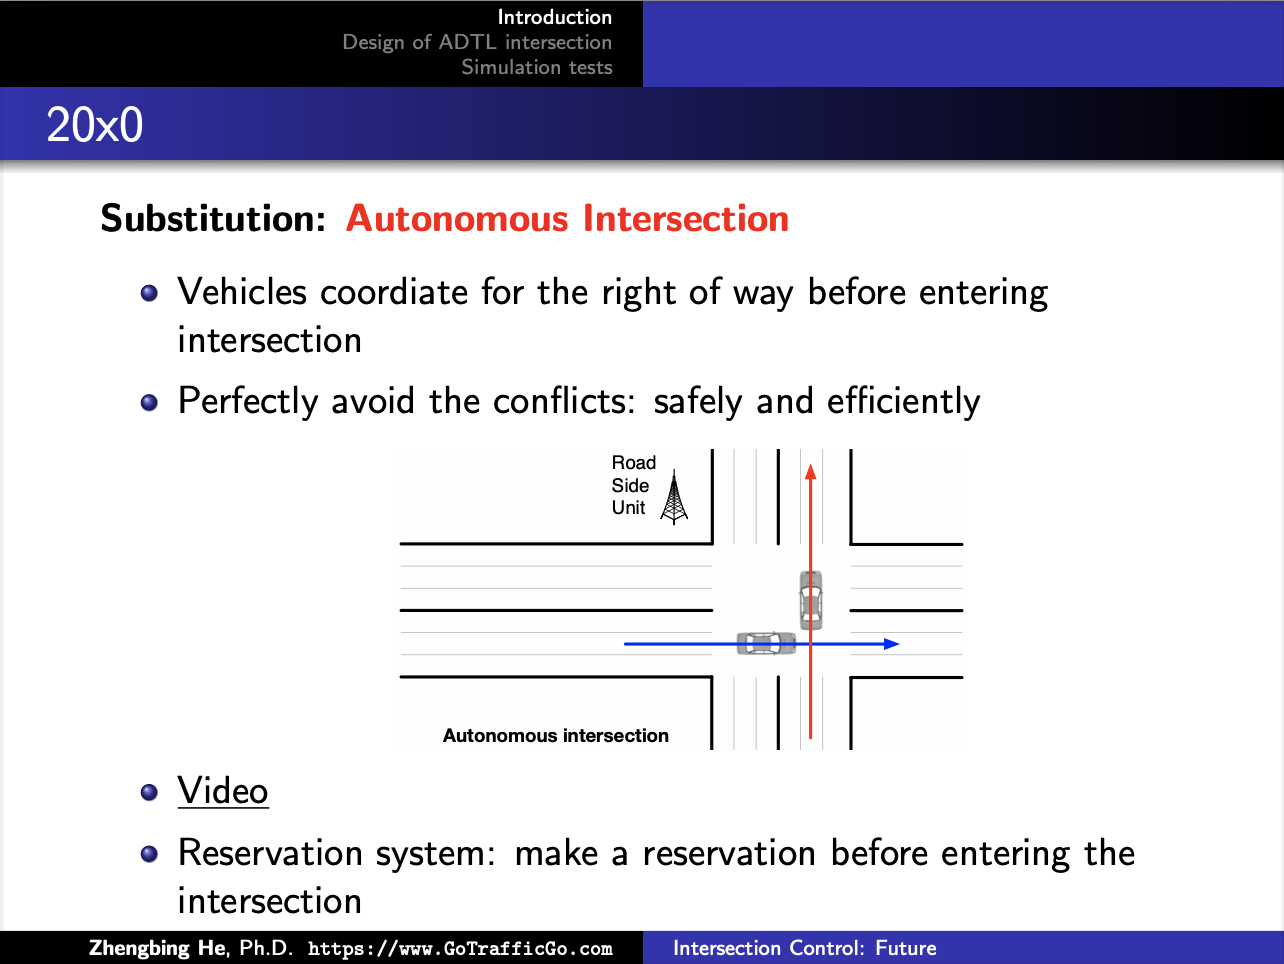 Introduction
Design of ADTL intersection
Simulation tests
20x0
Substitution: Autonomous Intersection
Vehicles coordiate for the right of way before entering
intersection
Perfectly avoid the conflicts: safely and efficiently
Road
Side
Unit
Autonomous intersection
Video
Reservation system: make a reservation before entering the
intersection
Zhengbing He, Ph.D. https://www.GoTrafficGo.com
Intersection Control: Future